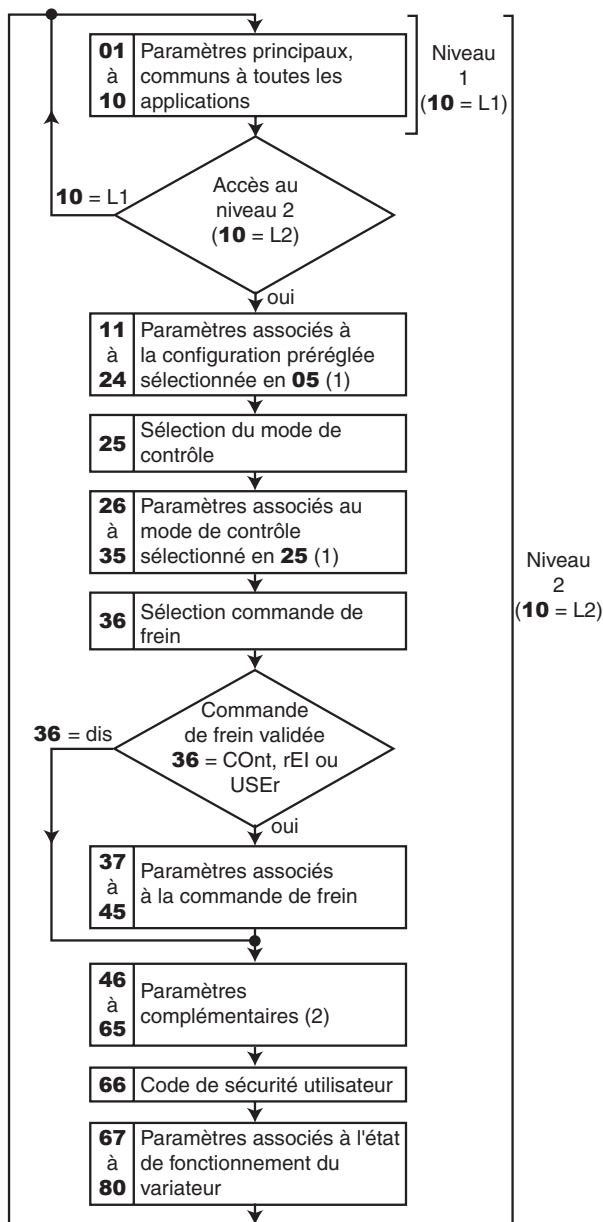 01 Paramètres principaux,
à communs à toutes les
10 applications
Niveau
1
(10 = L1)
10 = L1
Accès au
niveau 2
(10 = L2)
oui
11 Paramètres associés à
à la configuration préréglée
24 sélectionnée en 05 (1)
25 Sélection du mode de
contrôle
26 Paramètres associés au
à mode de contrôle
35 sélectionné en 25 (1)
Niveau
2
(10 = L2)
36 Sélection commande de
frein
36 = dis
Commande
de frein validée
36 = COnt, rEI ou
USEr
oui
37 Paramètres associés
à à la commande de frein
45
46 Paramètres
à complémentaires (2)
65
66 Code de sécurité utilisateur
67 Paramètres associés à l'état
à de fonctionnement du
80 variateur